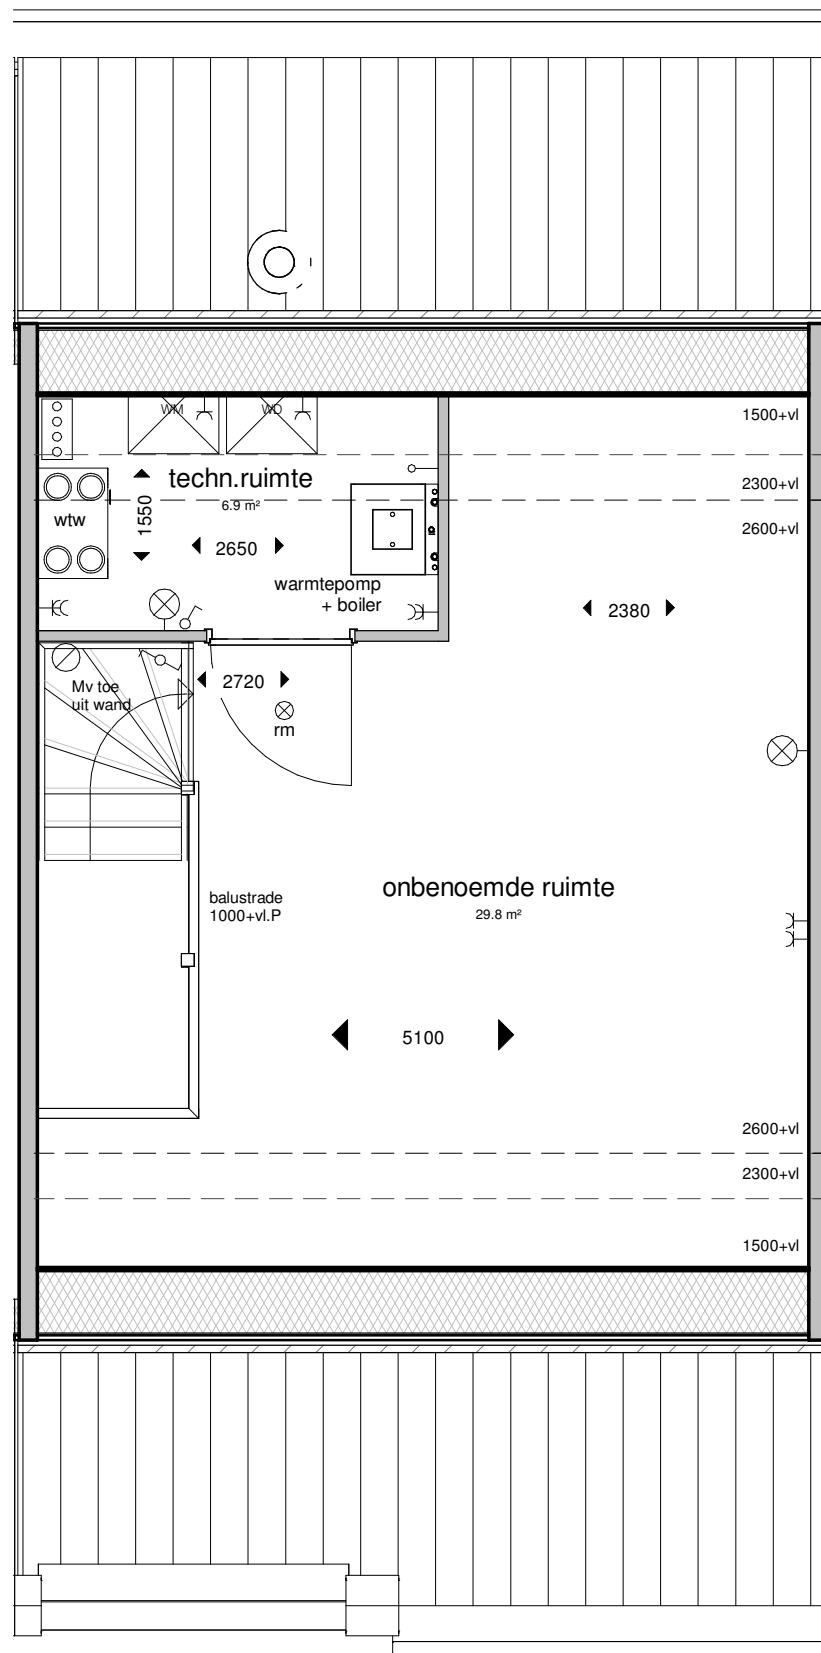 1500+vl
WM
WD
techn.ruimte
6.9 m²
2300+vl
1550
wtw
2600+vl
2650
warmtepomp
+ boiler
2380
2720
Mv toe
uit wand
rm
onbenoemde ruimte
29.8 m²
balustrade
1000+vl.P
5100
2600+vl
2300+vl
1500+vl